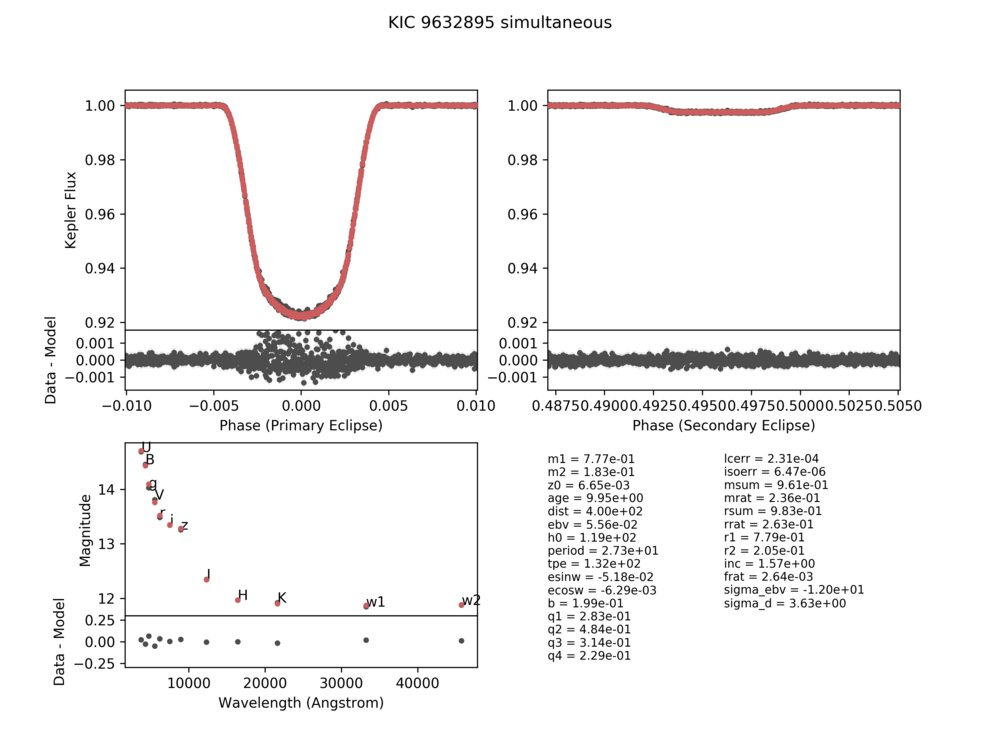 KIC 9632895 simultaneous
1.00
0.98
0.96
0.94
0.92
Kepler Flux
0.001
0.000
−0.001
Data - Model
−0.010 −0.005 0.000 0.005 0.010
Phase (Primary Eclipse)
1.00
0.98
0.96
0.94
0.92
0.001
0.000
−0.001
0.4875 0.4900 0.4925 0.4950 0.4975 0.5000 0.5025 0.5050
Phase (Secondary Eclipse)
14
13
12
Magnitude
U
B
g
V
r
i
z
J
H
K
w1
w2
0.25
0.00
−0.25
Data - Model
10000 20000 30000 40000
Wavelength (Angstrom)
m1 = 7.77e-01
m2 = 1.83e-01
z0 = 6.65e-03
age = 9.95e+00
dist = 4.00e+02
ebv = 5.56e-02
h0 = 1.19e+02
period = 2.73e+01
tpe = 1.32e+02
esinw = -5.18e-02
ecosw = -6.29e-03
b = 1.99e-01
q1 = 2.83e-01
q2 = 4.84e-01
q3 = 3.14e-01
q4 = 2.29e-01
lcerr = 2.31e-04
isoerr = 6.47e-06
msum = 9.61e-01
mrat = 2.36e-01
rsum = 9.83e-01
rrat = 2.63e-01
r1 = 7.79e-01
r2 = 2.05e-01
inc = 1.57e+00
frat = 2.64e-03
sigma_ebv = -1.20e+01
sigma_d = 3.63e+00